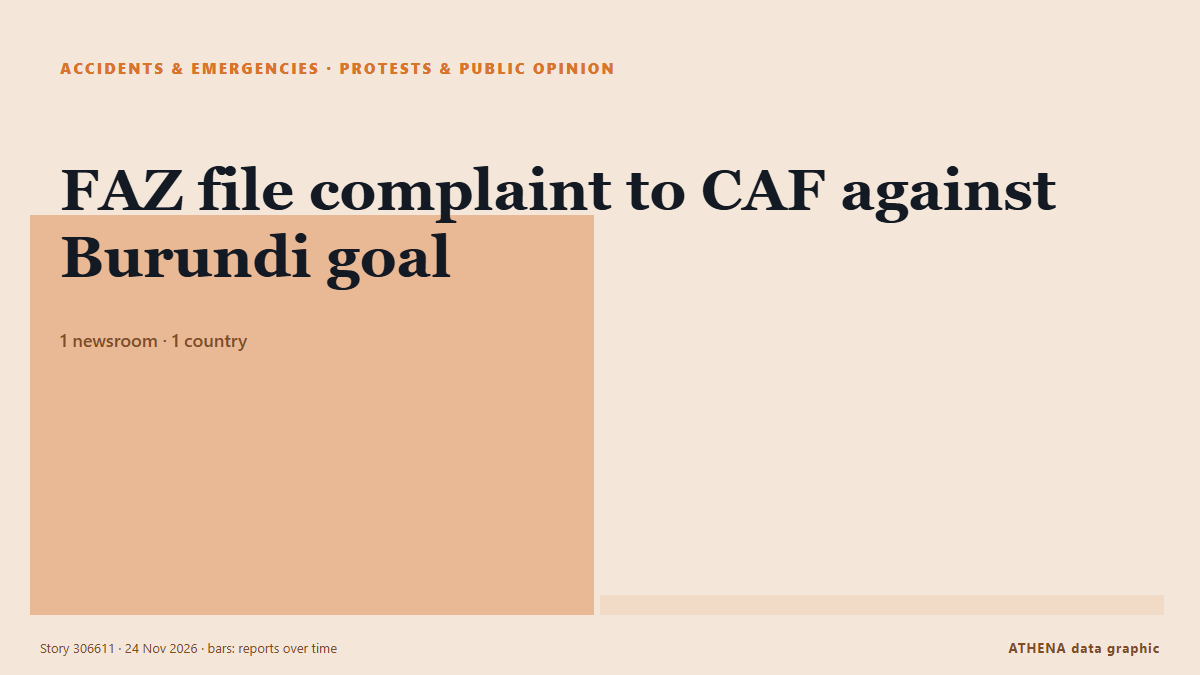 ACCIDENTS & EMERGENCIES · PROTESTS & PUBLIC OPINION
FAZ file complaint to CAF against
Burundi goal
1 newsroom · 1 country
Story 306611 · 24 Nov 2026 · bars: reports over time
ATHENA data graphic